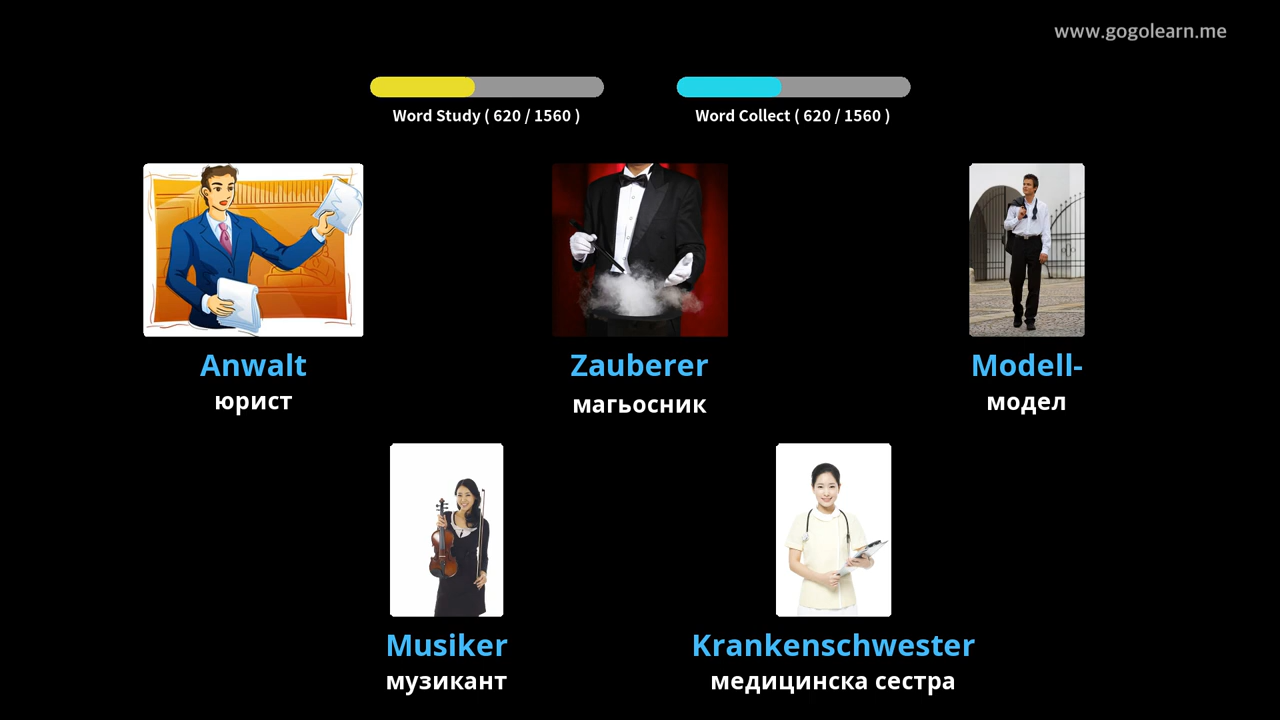 www.gogolearn.me
Word Study ( 620 / 1560 )
Word Collect ( 620 / 1560 )
Anwalt
юрист
Zauberer
магьосник
Modell-
модел
Musiker
музикант
Krankenschwester
медицинска сестра